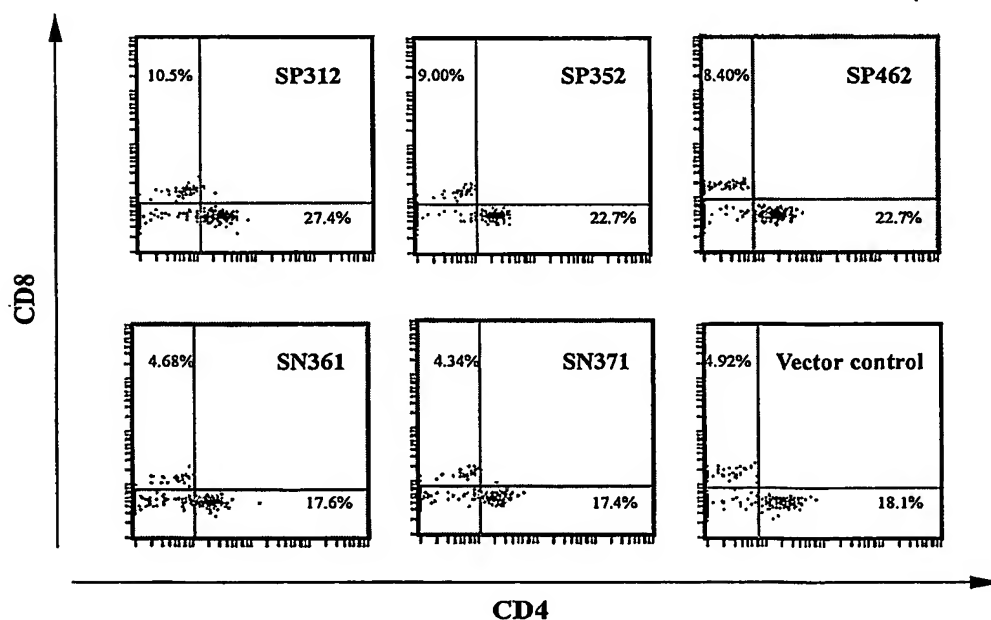 10.5%
SP312
27.4%
9.00%
SP352
22.7%
8.40%
SP462
22.7%
4.68%
SN361
17.6%
4.34%
SN371
17.4%
4.92%
Vector control
18.1%
CD8
CD4